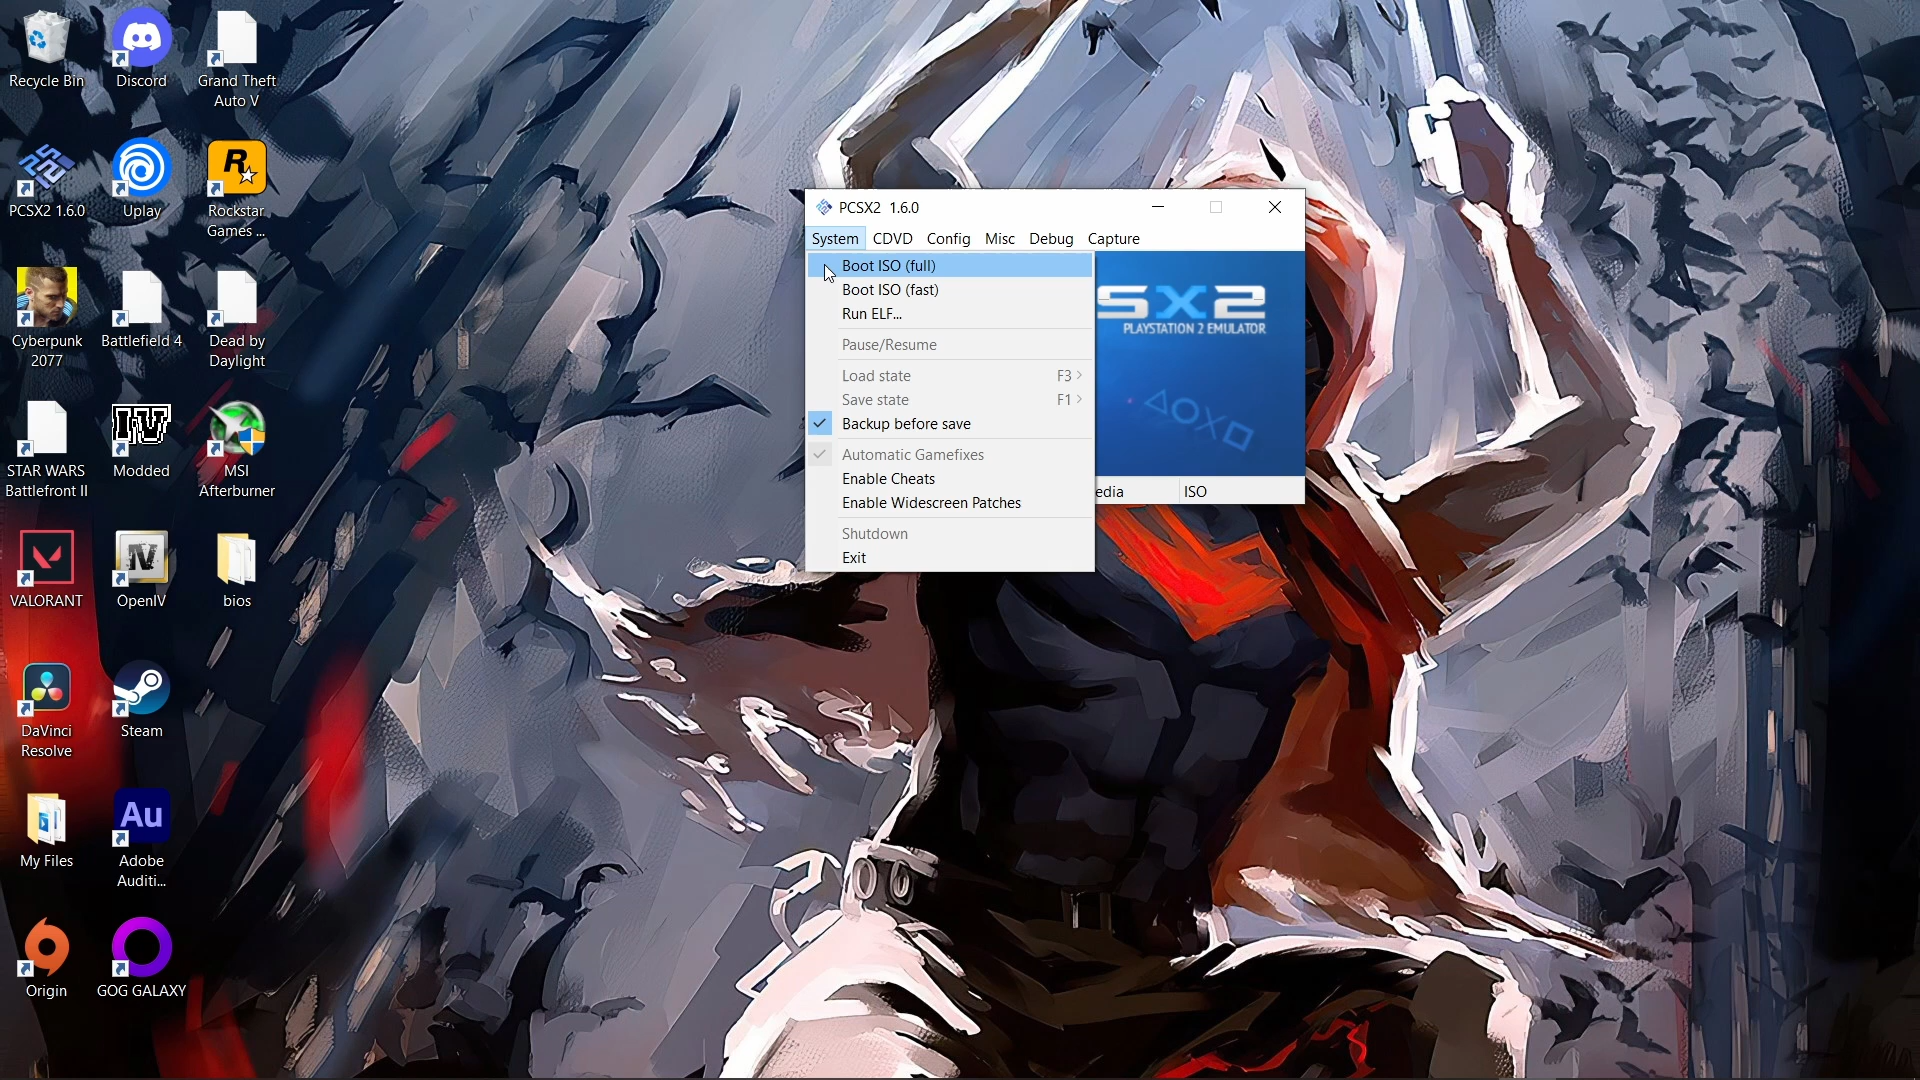 Recycle Bin
Discord
Grand Theft
Auto V
PCSX2 1.6.0
Uplay
Rockstar
Games ...
Cyberpunk
2077
Battlefield 4
Dead by
Daylight
STAR WARS
Battlefront II
IV
Modded
MSI
Afterburner
VALORANT
IV
OpenIV
bios
DaVinci
Resolve
Steam
My Files
Au
Adobe
Auditi...
Origin
GOG GALAXY
PCSX2 1.6.0
System CDVD Config Misc Debug Capture
Boot ISO (full)
Boot ISO (fast)
Run ELF...
Pause/Resume
Load state F3
Save state F1
Backup before save
Automatic Gamefixes
Enable Cheats
Enable Widescreen Patches
Shutdown
Exit
SX2
PLAYSTATION 2 EMULATOR
edia
ISO